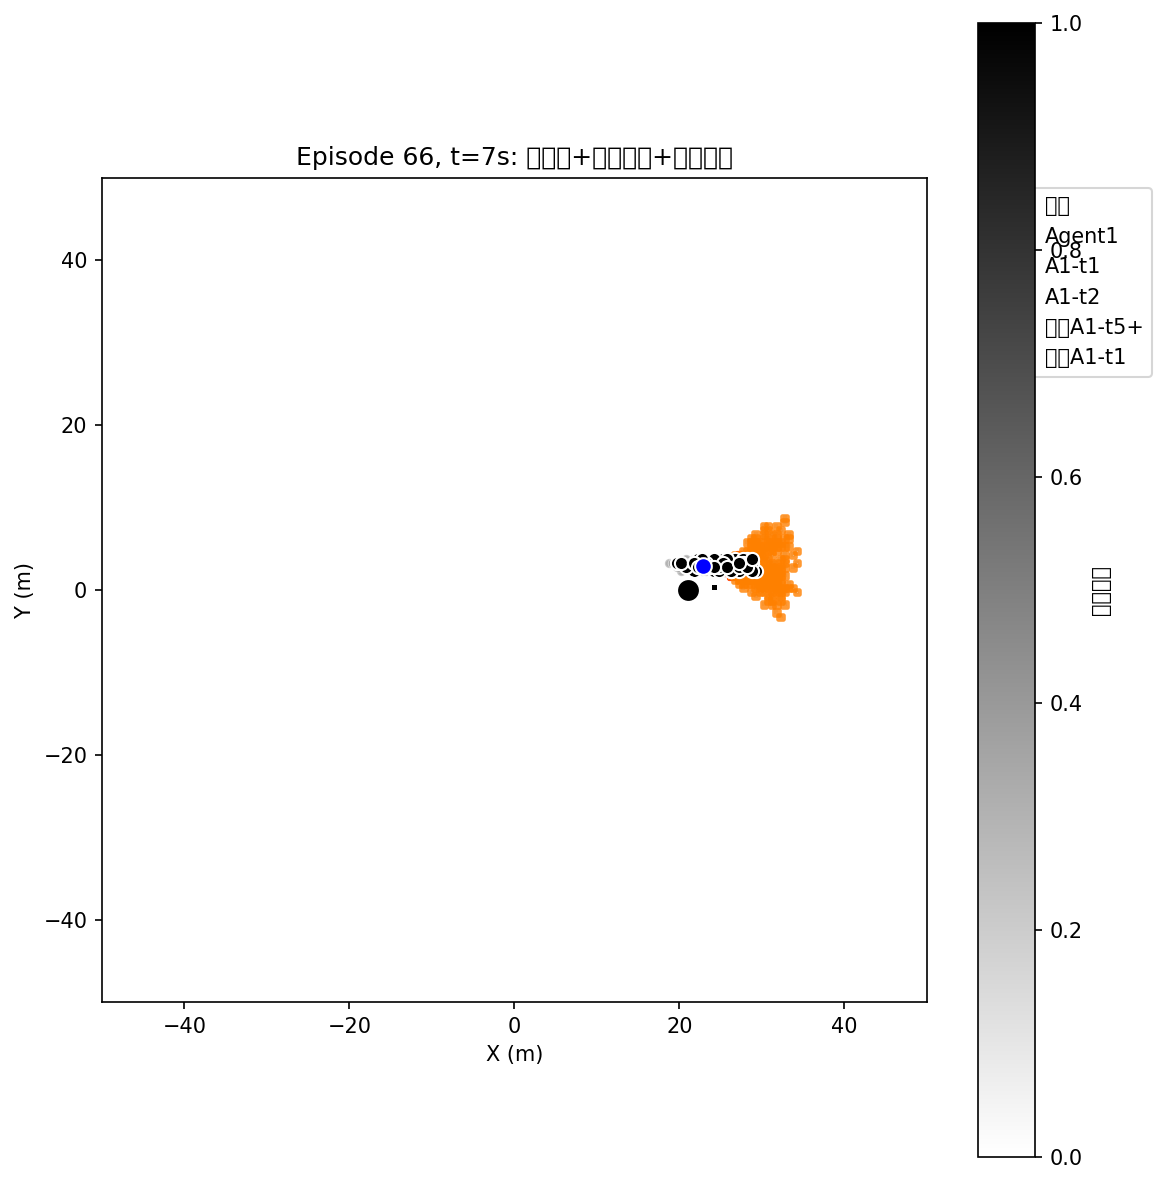 Episode 66, t=7s: □□□+□□□□+□□□□
40
20
0
−20
−40
Y (m)
−40
−20
0
20
40
X (m)
1.0
0.8
0.6
0.4
0.2
0.0
□□□□
□□
Agent1
A1-t1
A1-t2
□□A1-t5+
□□A1-t1